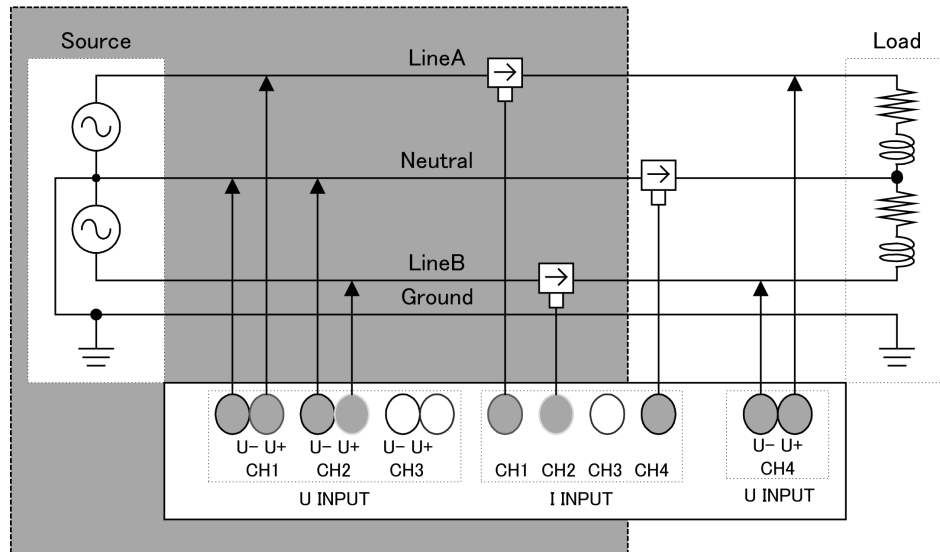 Source
Load
LineA
Neutral
LineB
Ground
U- U+
U- U+
U- U+
U- U+
CH1
CH2
CH3
CH1
CH2
CH3
CH4
CH4
U INPUT
I INPUT
U INPUT